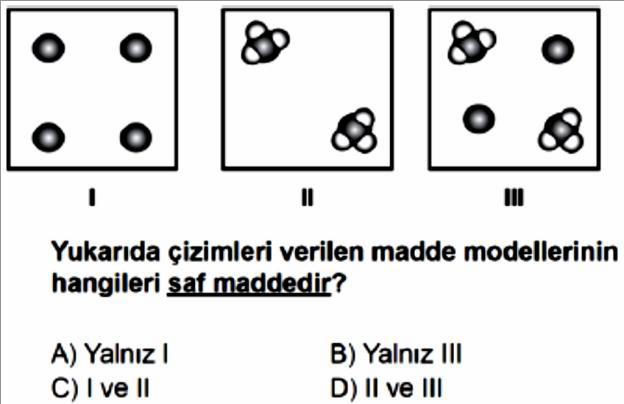 I
II
III
Yukarıda çizimleri verilen madde modellerinin
hangileri saf maddedir?
A) Yalnız I
B) Yalnız III
C) I ve II
D) II ve III